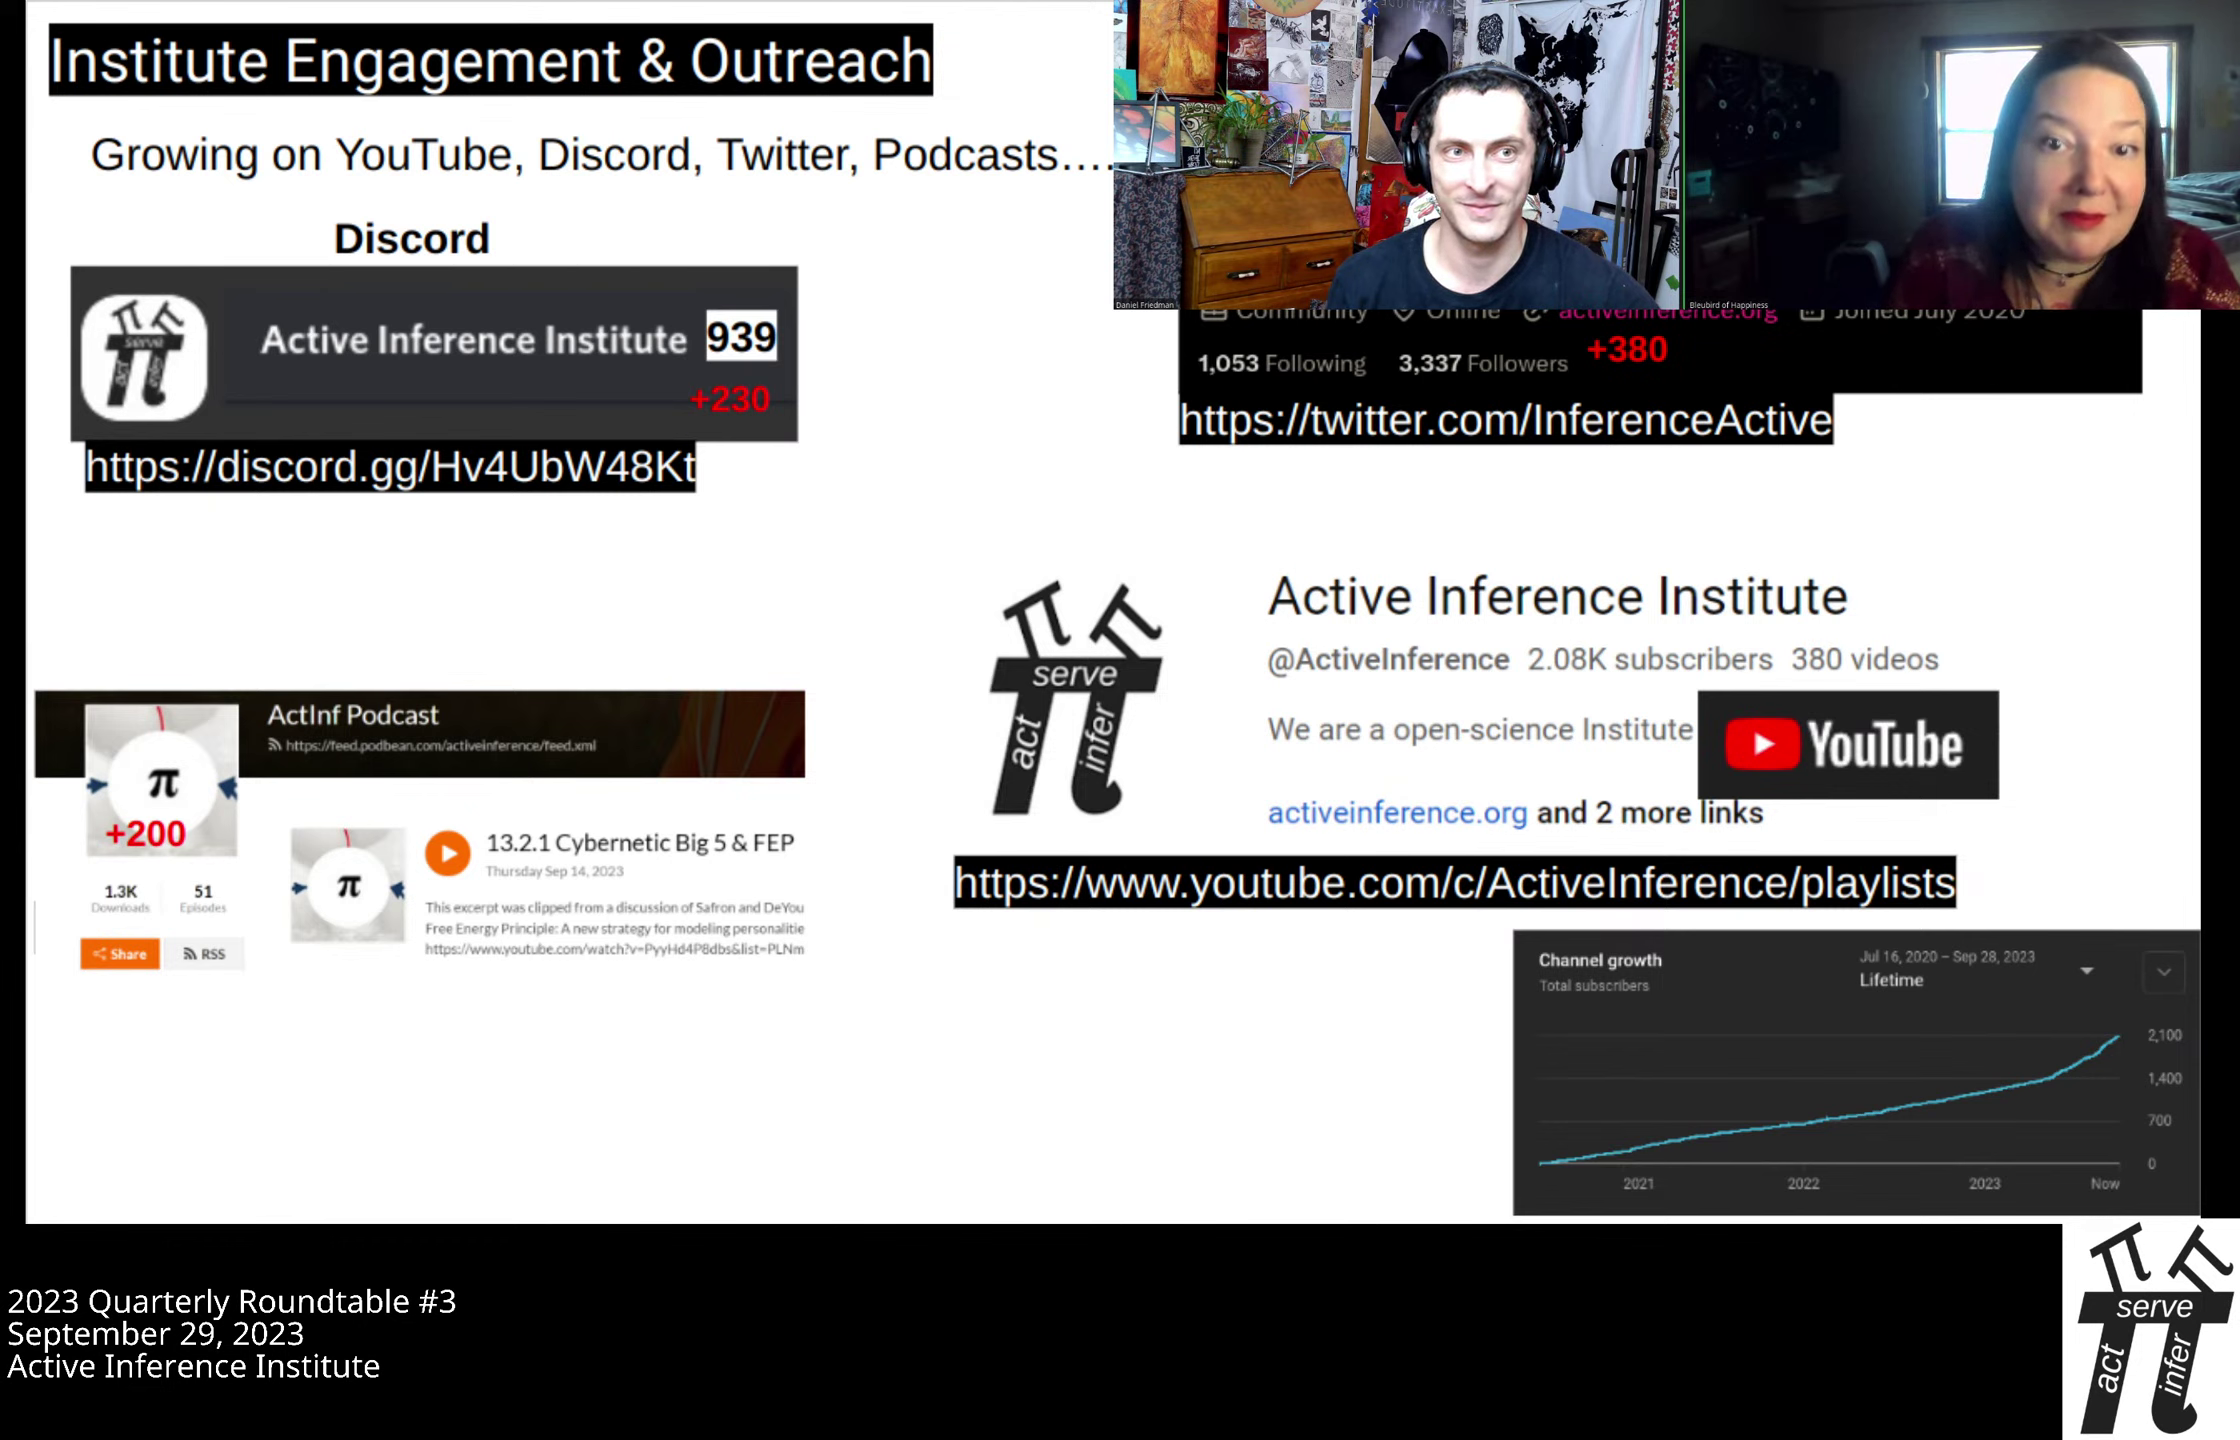 Institute Engagement & Outreach
Growing on YouTube, Discord, Twitter, Podcasts....
Discord
Active Inference Institute 939
+230
https://discord.gg/Hv4UbW48Kt
Daniel Friedman
Bleubird of Happiness
Community Online activeinference.org Joined July 2020
1,053 Following 3,337 Followers +380
https://twitter.com/InferenceActive
serve
act
infer
Active Inference Institute
@ActiveInference 2.08K subscribers 380 videos
We are a open-science Institute
YouTube
activeinference.org and 2 more links
https://www.youtube.com/c/ActiveInference/playlists
ActInf Podcast
https://feed.podbean.com/activeinference/feed.xml
π
+200
1.3K 51
Downloads Episodes
Share RSS
π
13.2.1 Cybernetic Big 5 & FEP
Thursday Sep 14, 2023
This excerpt was clipped from a discussion of Safron and DeYou
Free Energy Principle: A new strategy for modeling personalitie
https://www.youtube.com/watch?v=PyyHd4P8dbs&list=PLNm
Channel growth
Total subscribers
Jul 16, 2020 – Sep 28, 2023
Lifetime
2,100
1,400
700
0
2021 2022 2023 Now
2023 Quarterly Roundtable #3
September 29, 2023
Active Inference Institute
serve
act
infer